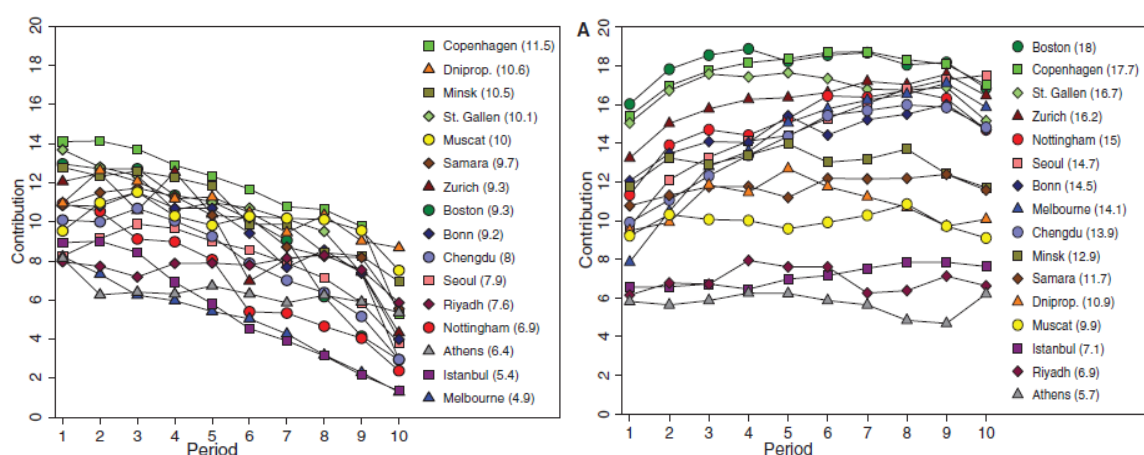 20
18
16
14
12
10
8
6
4
2
0
Contribution
1 2 3 4 5 6 7 8 9 10
Period
Copenhagen (11.5)
Dniprop. (10.6)
Minsk (10.5)
St. Gallen (10.1)
Muscat (10)
Samara (9.7)
Zurich (9.3)
Boston (9.3)
Bonn (9.2)
Chengdu (8)
Seoul (7.9)
Riyadh (7.6)
Nottingham (6.9)
Athens (6.4)
Istanbul (5.4)
Melbourne (4.9)
A
20
18
16
14
12
10
8
6
4
2
0
Contribution
1 2 3 4 5 6 7 8 9 10
Period
Boston (18)
Copenhagen (17.7)
St. Gallen (16.7)
Zurich (16.2)
Nottingham (15)
Seoul (14.7)
Bonn (14.5)
Melbourne (14.1)
Chengdu (13.9)
Minsk (12.9)
Samara (11.7)
Dniprop. (10.9)
Muscat (9.9)
Istanbul (7.1)
Riyadh (6.9)
Athens (5.7)